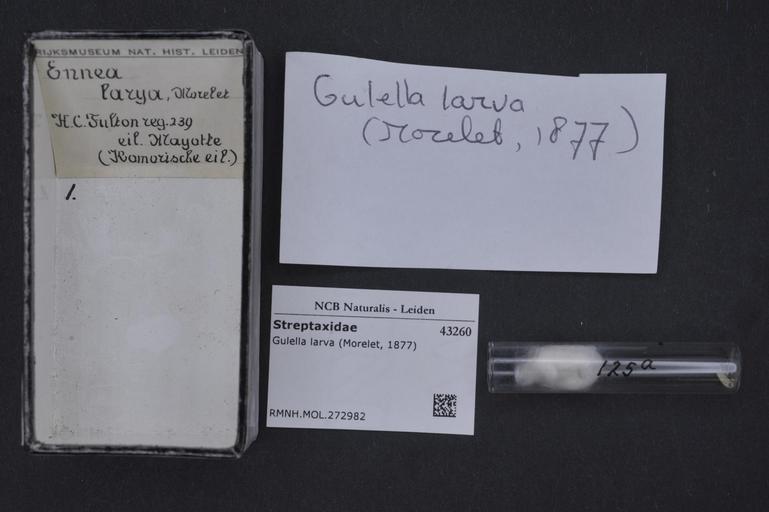 RIJKSMUSEUM NAT. HIST. LEIDEN
Ennea
larva, Morelet
H.C. Fulton reg. 239
eil. Mayotte
(Komorische eil.)
1.
Gulella larva
(Morelet, 1877)
NCB Naturalis - Leiden
Streptaxidae 43260
Gulella larva (Morelet, 1877)
RMNH.MOL.272982
125a